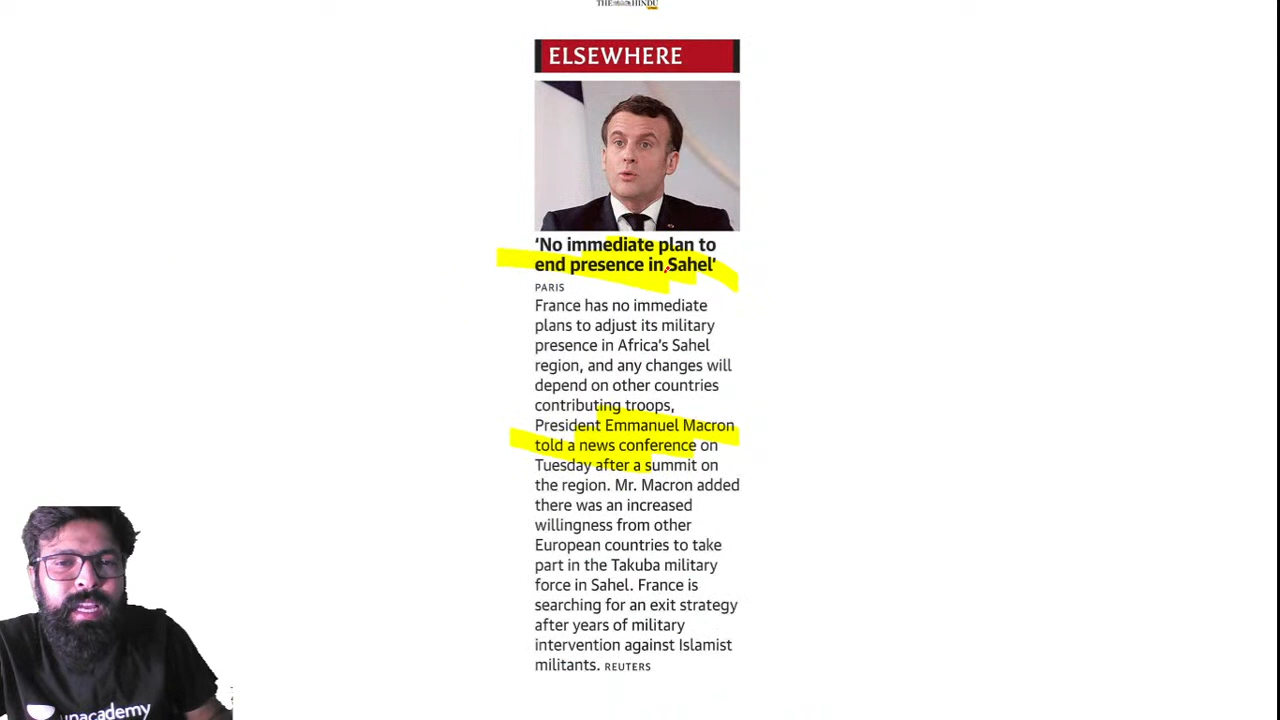 THE HINDU
ELSEWHERE
‘No immediate plan to
end presence in Sahel’
PARIS
France has no immediate
plans to adjust its military
presence in Africa’s Sahel
region, and any changes will
depend on other countries
contributing troops,
President Emmanuel Macron
told a news conference on
Tuesday after a summit on
the region. Mr. Macron added
there was an increased
willingness from other
European countries to take
part in the Takuba military
force in Sahel. France is
searching for an exit strategy
after years of military
intervention against Islamist
militants. REUTERS
unacademy